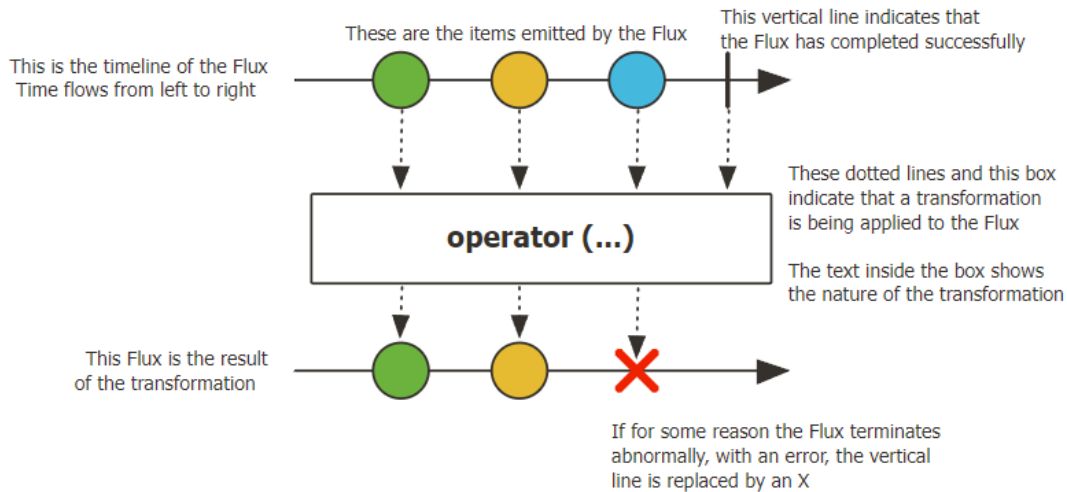 These are the items emitted by the Flux
This vertical line indicates that
the Flux has completed successfully
This is the timeline of the Flux
Time flows from left to right
These dotted lines and this box
indicate that a transformation
is being applied to the Flux
operator (...)
The text inside the box shows
the nature of the transformation
This Flux is the result
of the transformation
If for some reason the Flux terminates
abnormally, with an error, the vertical
line is replaced by an X